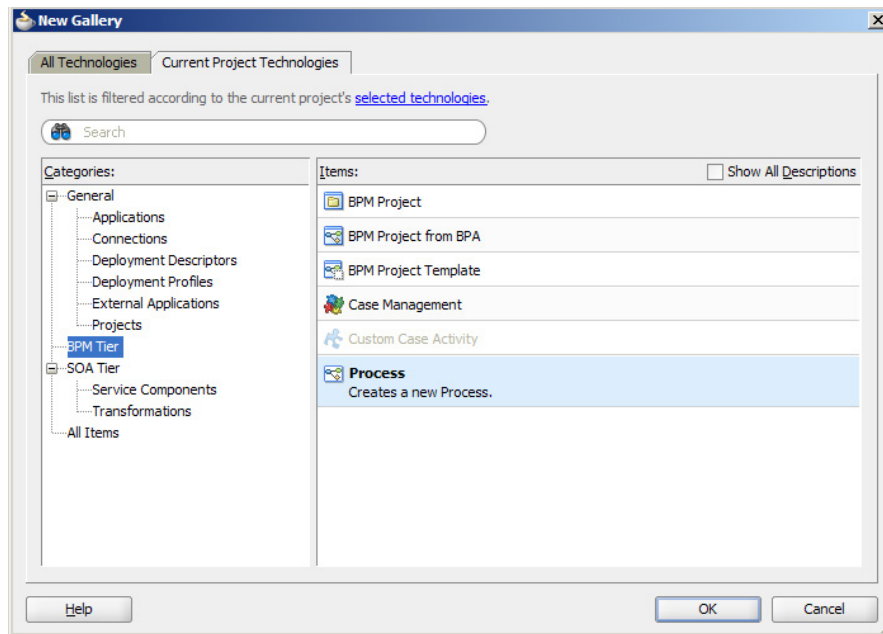 New Gallery
All Technologies Current Project Technologies
This list is filtered according to the current project's selected technologies.
Search
Categories:
General
Applications
Connections
Deployment Descriptors
Deployment Profiles
External Applications
Projects
BPM Tier
SOA Tier
Service Components
Transformations
All Items
Items: Show All Descriptions
BPM Project
BPM Project from BPA
BPM Project Template
Case Management
Custom Case Activity
Process
Creates a new Process.
Help OK Cancel